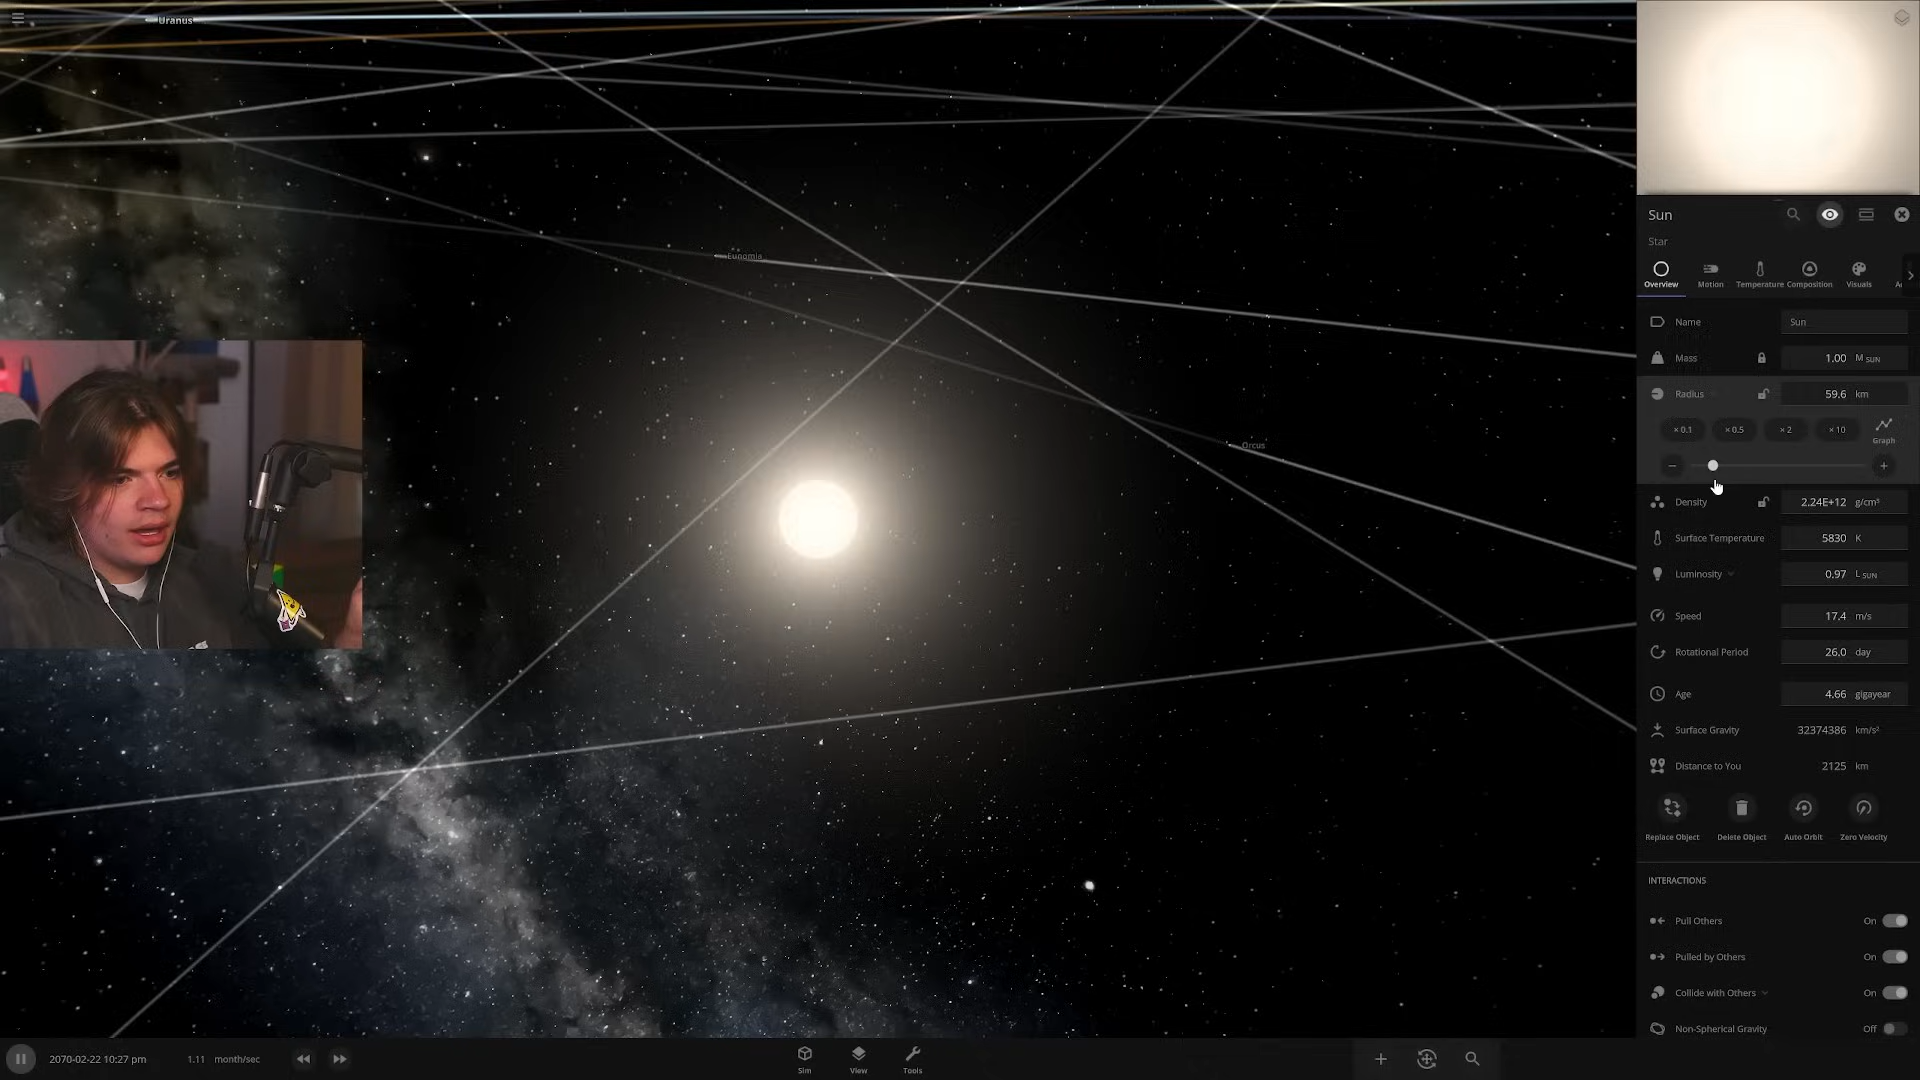 Uranus
Eunomia
Orcus
Sun
Star
Overview
Motion
Temperature
Composition
Visuals
Name
Sun
Mass
1.00 M SUN
Radius
59.6 km
× 0.1
× 0.5
× 2
× 10
Graph
Density
2.24E+12 g/cm³
Surface Temperature
5830 K
Luminosity
0.97 L SUN
Speed
17.4 m/s
Rotational Period
26.0 day
Age
4.66 gigayear
Surface Gravity
32374386 km/s²
Distance to You
2125 km
Replace Object
Delete Object
Auto Orbit
Zero Velocity
INTERACTIONS
Pull Others
On
Pulled by Others
On
Collide with Others
On
Non-Spherical Gravity
Off
2070-02-22 10:27 pm
1.11 month/sec
Sim
View
Tools